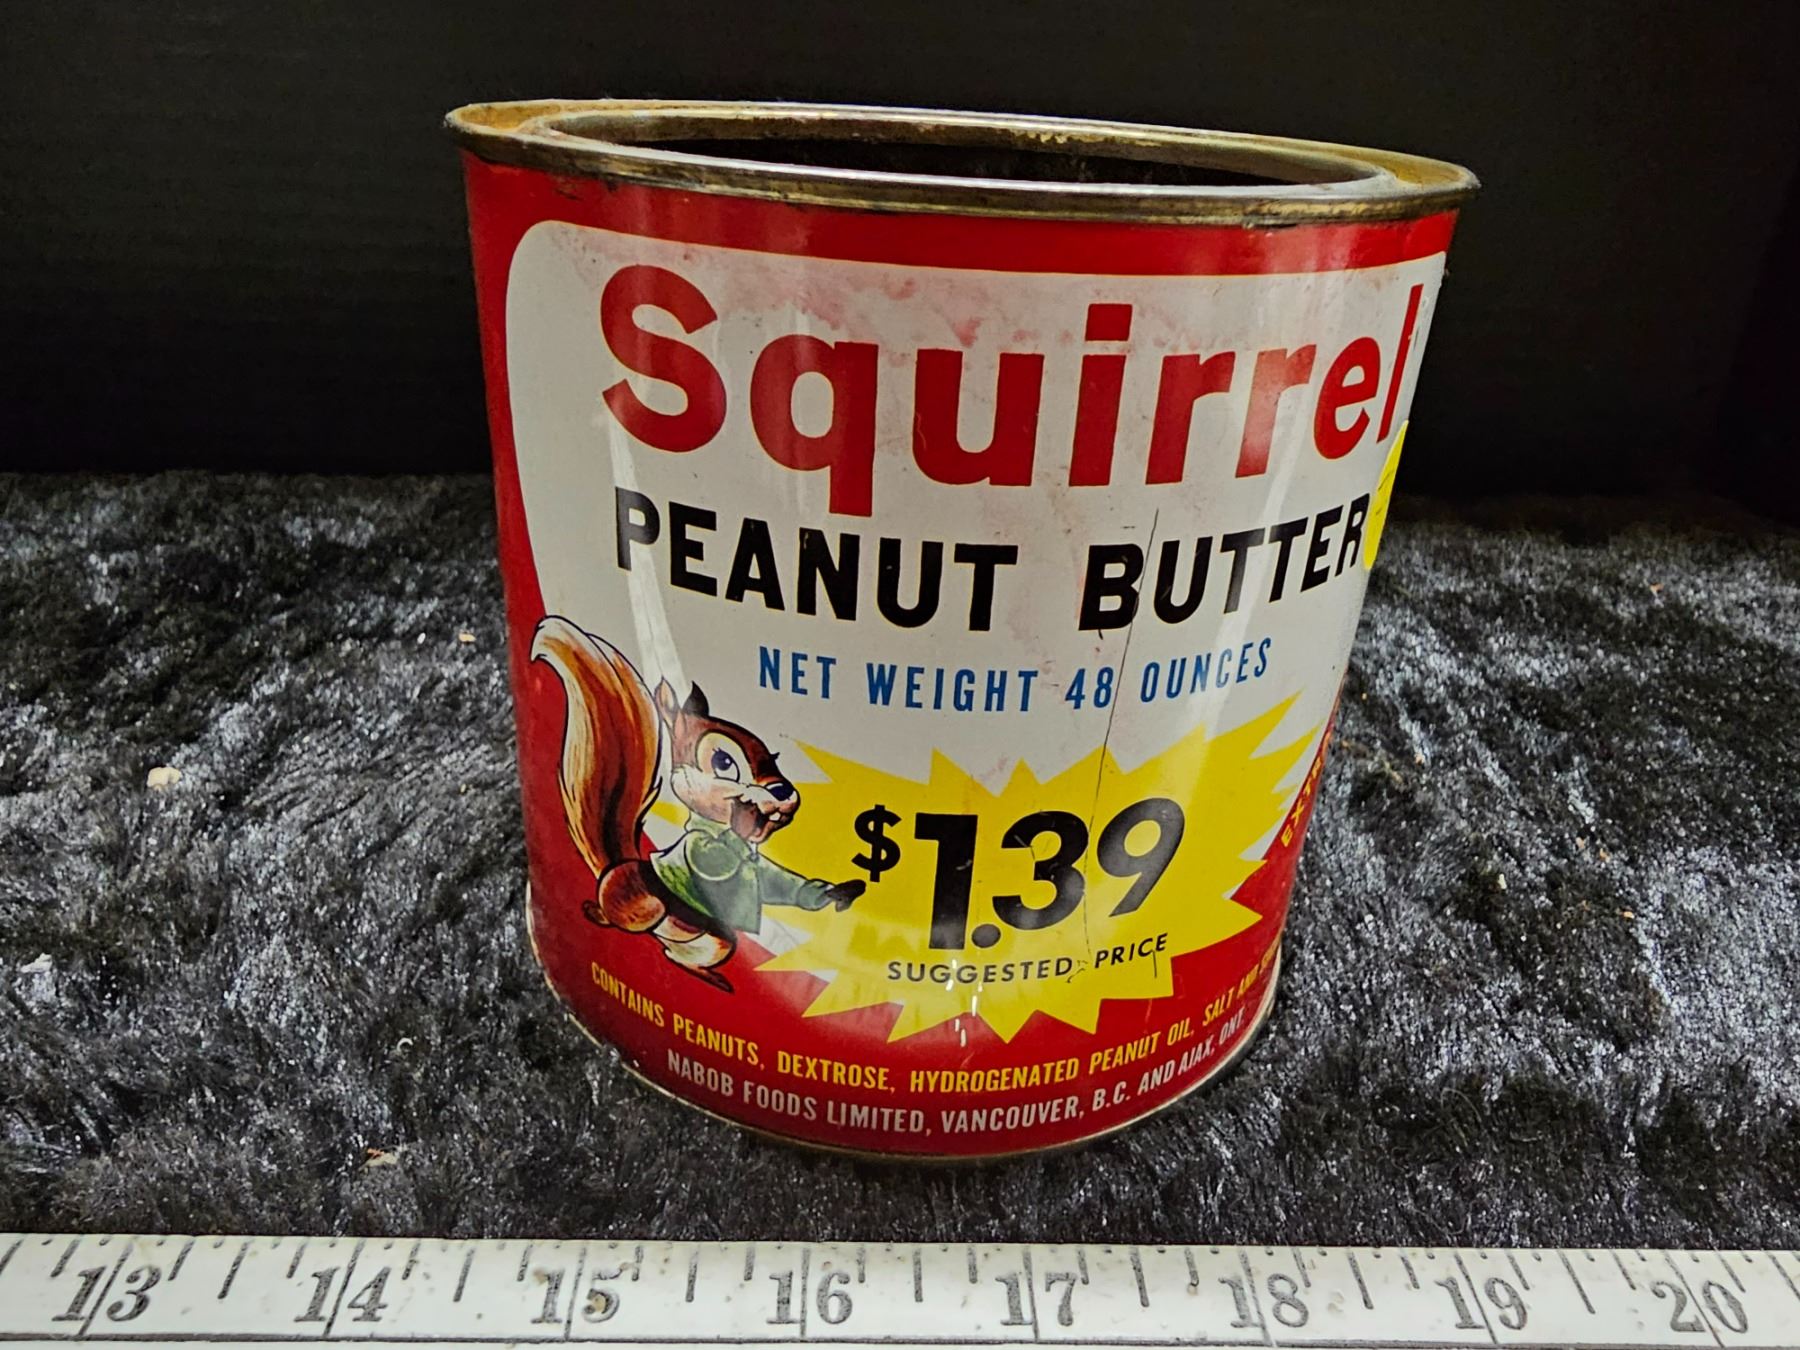 Squirrel
PEANUT BUTTER
NET WEIGHT 48 OUNCES
$1.39
SUGGESTED PRICE
CONTAINS PEANUTS, DEXTROSE, HYDROGENATED PEANUT OIL, SALT AND
NABOB FOODS LIMITED, VANCOUVER, B.C. AND AJAX, ONT.
13 14 15 16 17 18 19 20